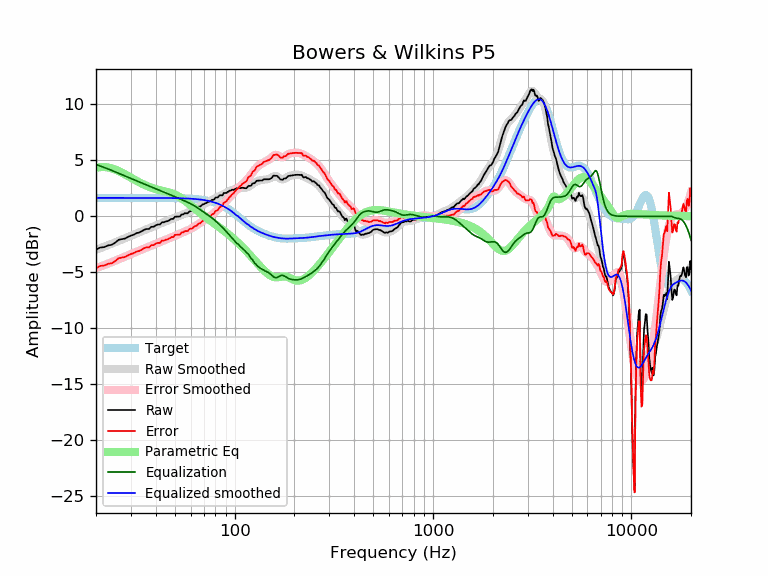 Bowers & Wilkins P5
Amplitude (dBr)
10
5
0
−5
−10
−15
−20
−25
Target
Raw Smoothed
Error Smoothed
Raw
Error
Parametric Eq
Equalization
Equalized smoothed
100 1000 10000
Frequency (Hz)